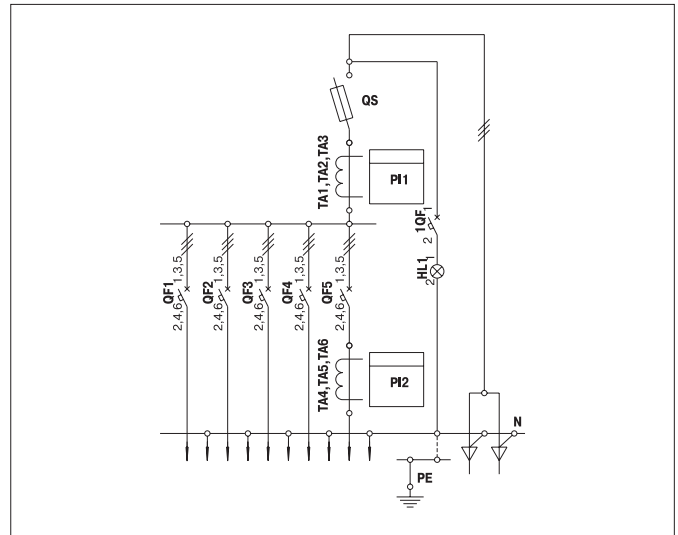 QS
TA1,TA2,TA3
PI1
1QF
1
2
HL1
1
2
QF1
1,3,5
2,4,6
QF2
1,3,5
2,4,6
QF3
1,3,5
2,4,6
QF4
1,3,5
2,4,6
QF5
1,3,5
2,4,6
TA4,TA5,TA6
PI2
N
PE